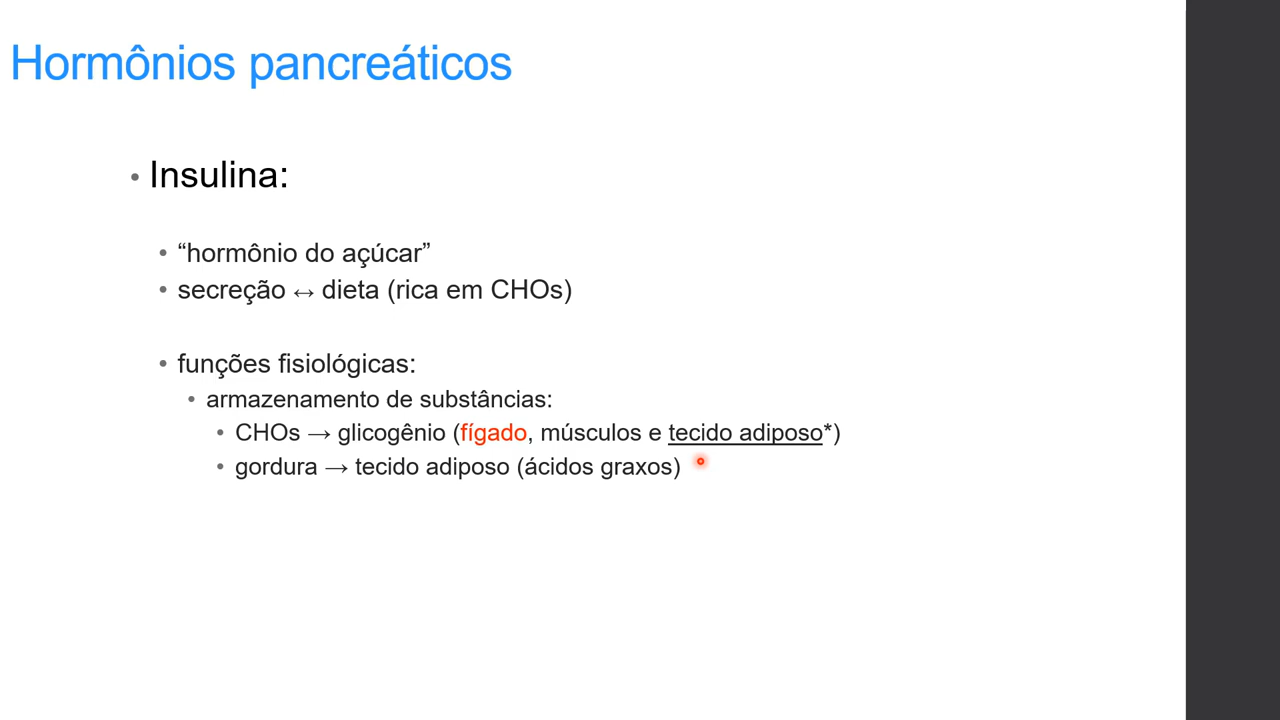 Hormônios pancreáticos
• Insulina:
• “hormônio do açúcar”
• secreção ↔ dieta (rica em CHOs)
• funções fisiológicas:
• armazenamento de substâncias:
• CHOs → glicogênio (fígado, músculos e tecido adiposo*)
• gordura → tecido adiposo (ácidos graxos)